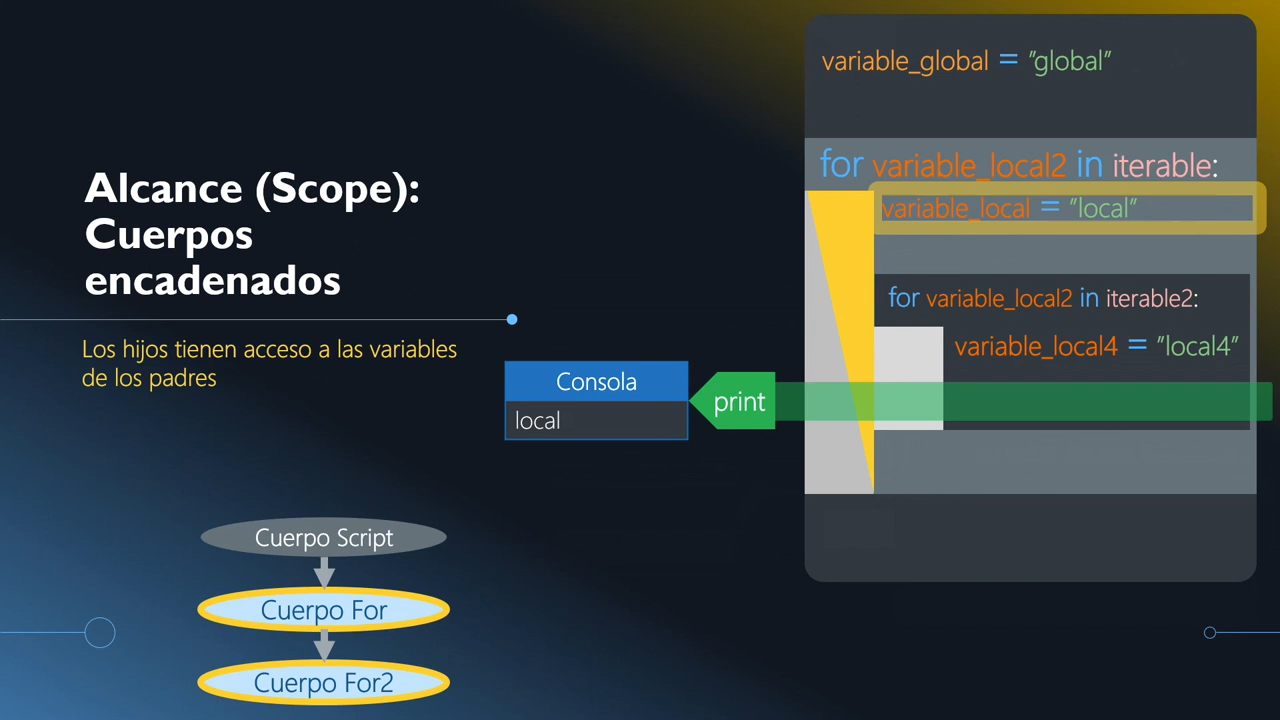 Alcance (Scope):
Cuerpos
encadenados
Los hijos tienen acceso a las variables
de los padres
Consola
local
print
Cuerpo Script
Cuerpo For
Cuerpo For2
variable_global = "global"
for variable_local2 in iterable:
variable_local = "local"
for variable_local2 in iterable2:
variable_local4 = "local4"